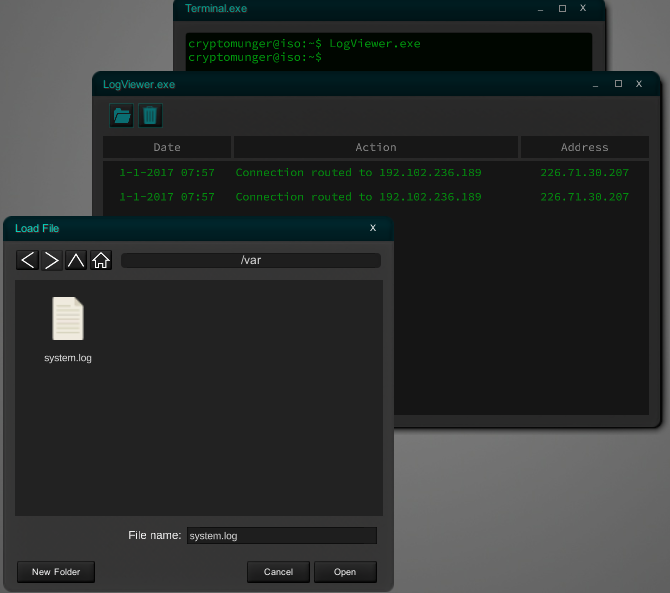 Terminal.exe
_ □ X
cryptomunger@iso:~$ LogViewer.exe
cryptomunger@iso:~$
LogViewer.exe
_ □ X
Date Action Address
1-1-2017 07:57 Connection routed to 192.102.236.189 226.71.30.207
1-1-2017 07:57 Connection routed to 192.102.236.189 226.71.30.207
Load File X
/var
system.log
File name: system.log
New Folder Cancel Open